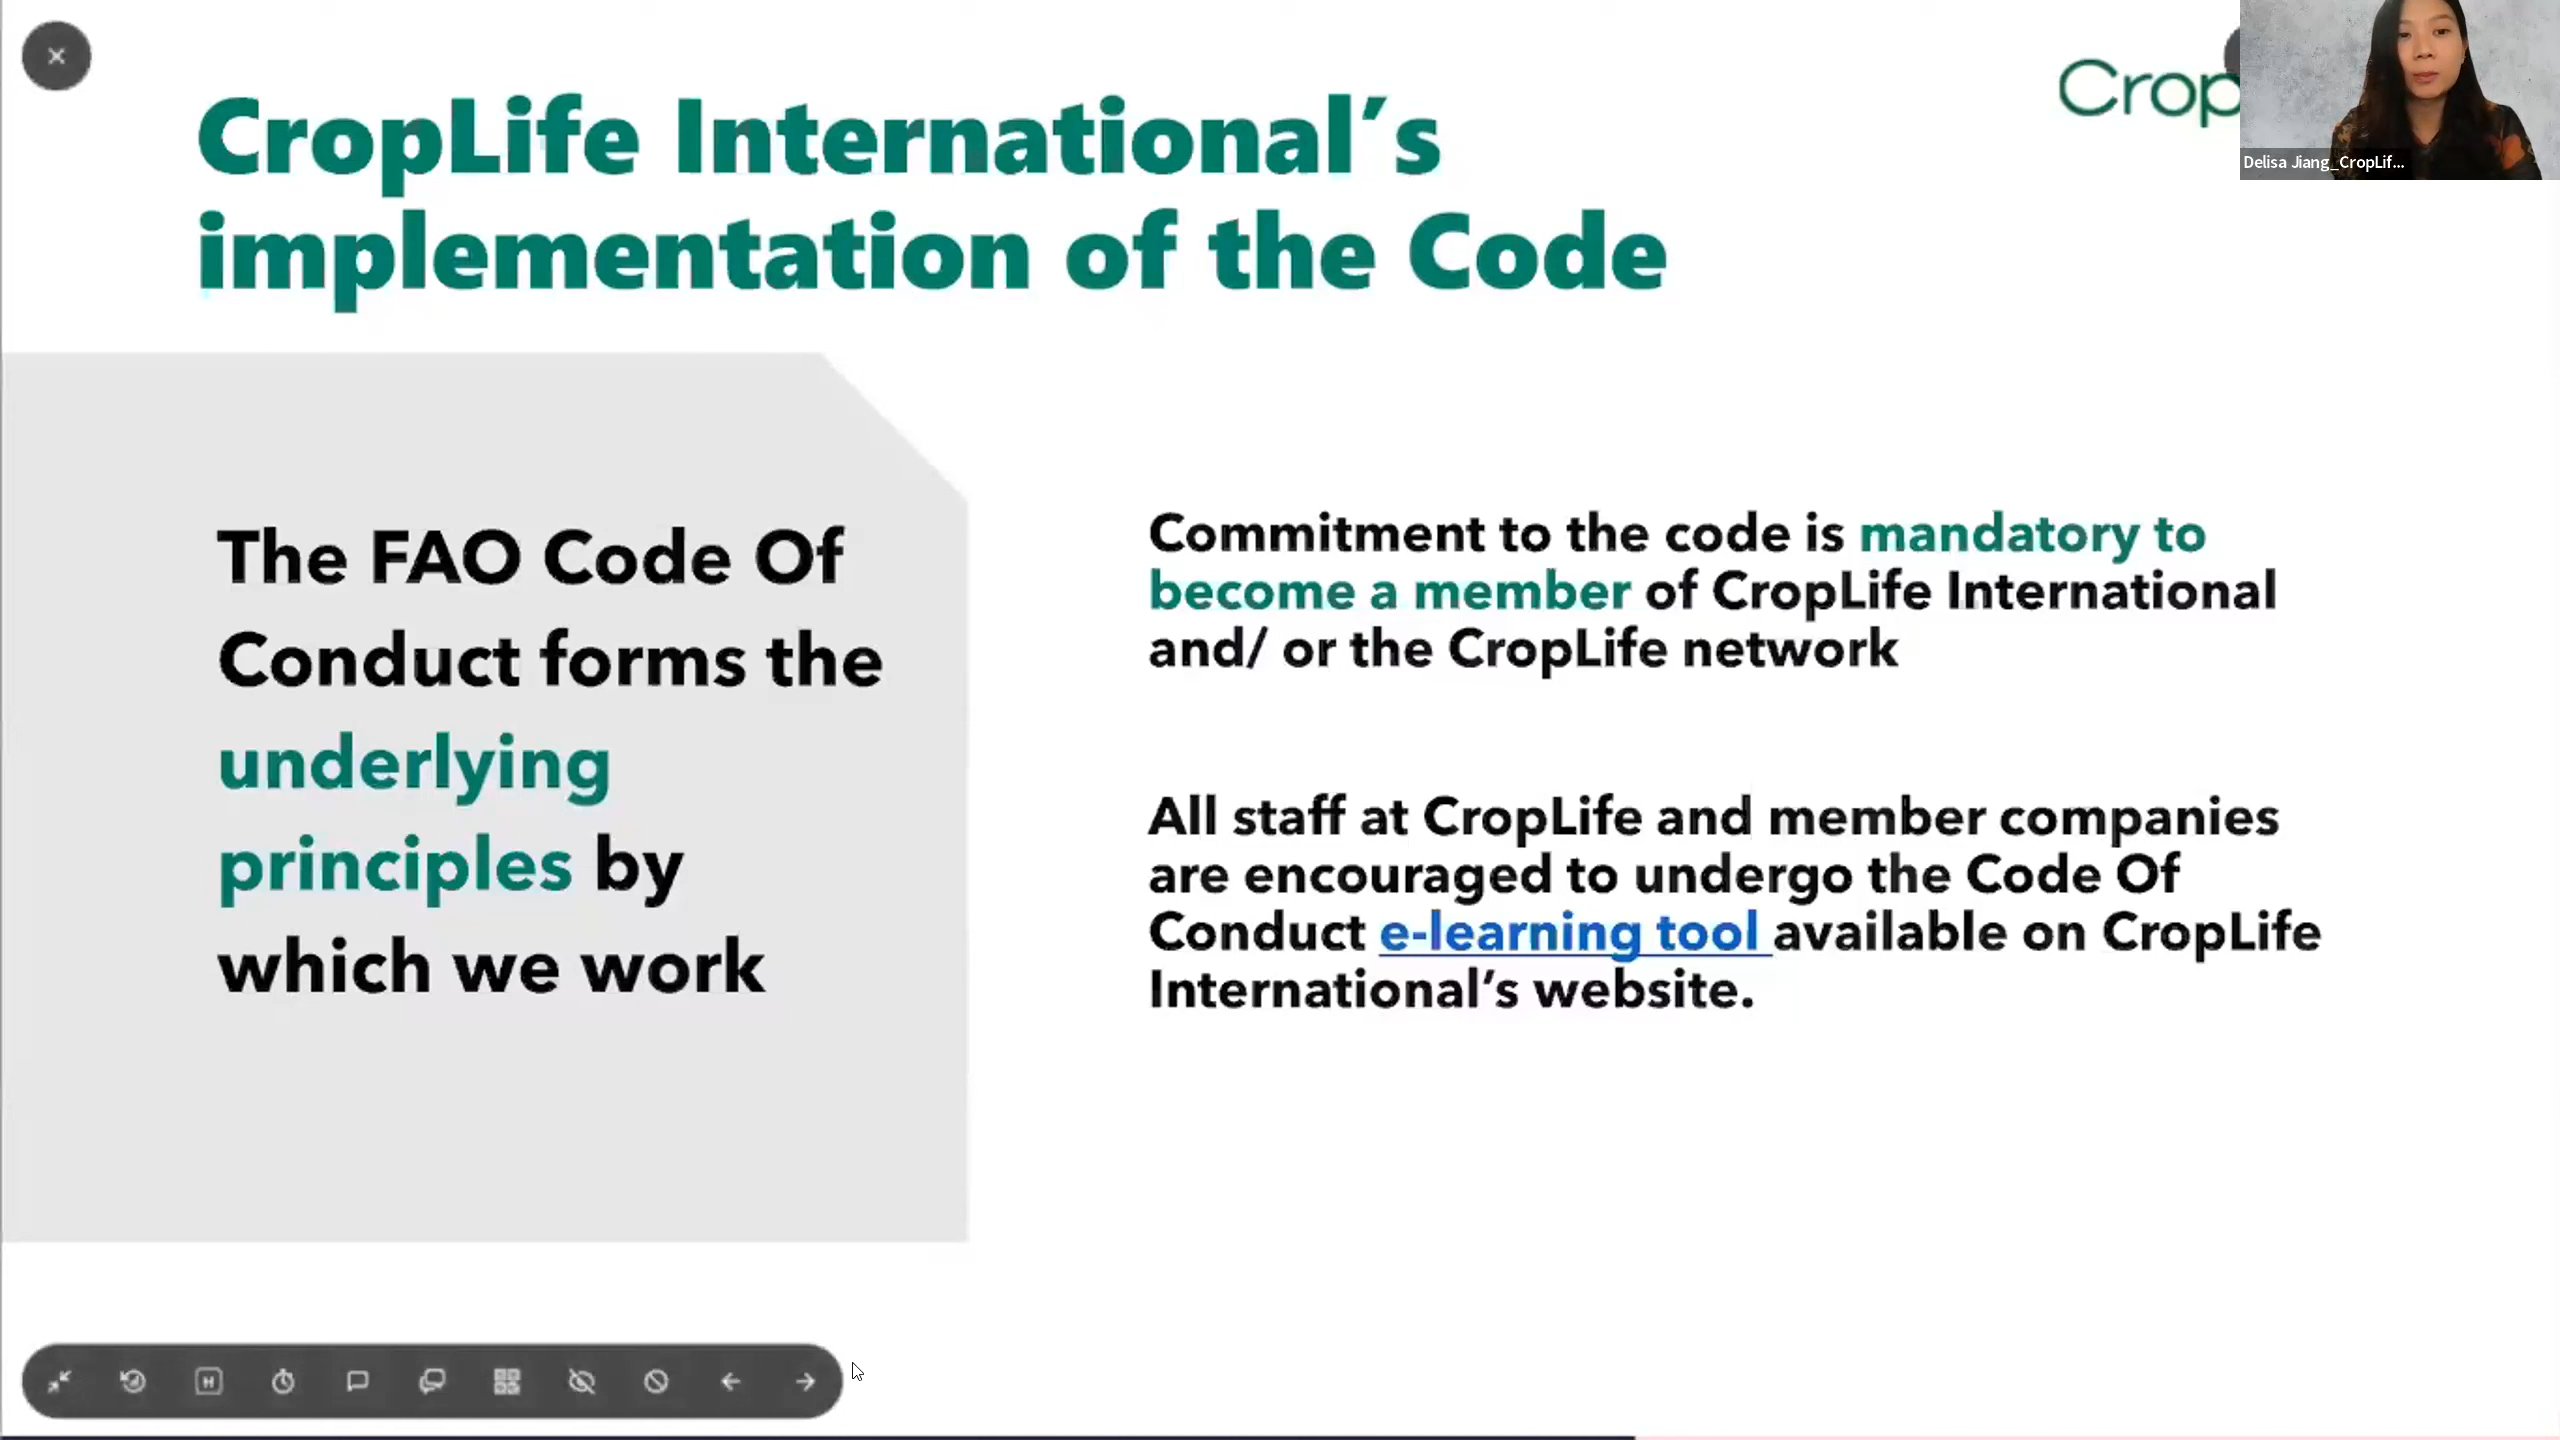 CropLife International’s
implementation of the Code
Crop
Delisa Jiang_CropLif...
The FAO Code Of
Conduct forms the
underlying
principles by
which we work
Commitment to the code is mandatory to
become a member of CropLife International
and/ or the CropLife network
All staff at CropLife and member companies
are encouraged to undergo the Code Of
Conduct e-learning tool available on CropLife
International’s website.